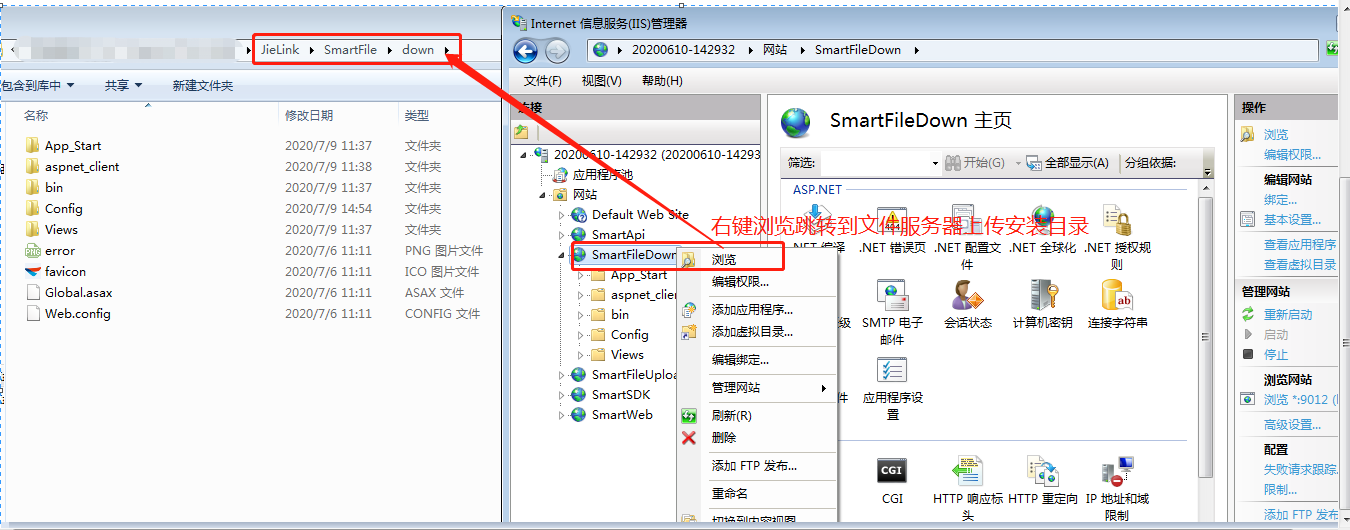 JieLink SmartFile down
包含到库中 共享 新建文件夹
名称 修改日期 类型
App_Start 2020/7/9 11:37 文件夹
aspnet_client 2020/7/9 11:38 文件夹
bin 2020/7/9 11:37 文件夹
Config 2020/7/9 14:54 文件夹
Views 2020/7/9 11:37 文件夹
error 2020/7/6 11:11 PNG 图片文件
favicon 2020/7/6 11:11 ICO 图片文件
Global.asax 2020/7/6 11:11 ASAX 文件
Web.config 2020/7/6 11:11 CONFIG 文件
Internet 信息服务(IIS)管理器
20200610-142932 网站 SmartFileDown
文件(F) 视图(V) 帮助(H)
连接
20200610-142932 (20200610-14293
应用程序池
网站
Default Web Site
SmartApi
SmartFileDown
App_Start
aspnet_clie
bin
Config
Views
SmartFileUploa
SmartSDK
SmartWeb
右键浏览跳转到文件服务器上传安装目录
浏览
编辑权限...
添加应用程序...
添加虚拟目录...
编辑绑定...
管理网站
刷新(R)
删除
添加 FTP 发布...
重命名
切换到内容视图
SmartFileDown 主页
筛选: 开始(G) 全部显示(A) 分组依据:
ASP.NET
.NET 编译
.NET 错误页
.NET 配置文件
.NET 全球化
.NET 授权规则
级
SMTP 电子邮件
会话状态
计算机密钥
连接字符串
件
应用程序设置
CGI
HTTP 响应标头
HTTP 重定向
IP 地址和域限制
操作
浏览
编辑权限...
编辑网站
绑定...
基本设置...
查看应用程序
查看虚拟目录
管理网站
重新启动
启动
停止
浏览网站
浏览 *:9012 (
高级设置...
配置
失败请求跟踪
限制...
添加 FTP 发布